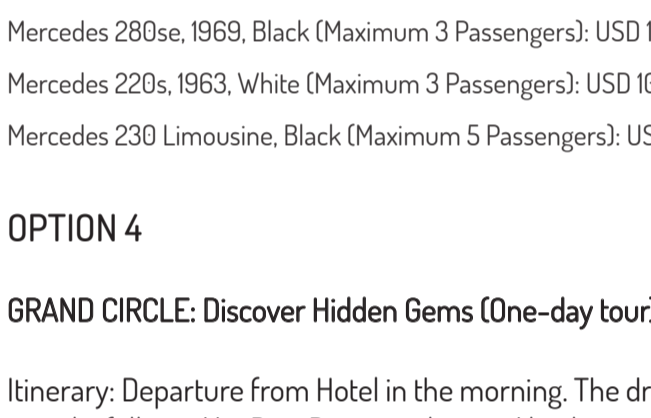 Mercedes 280se, 1969, Black (Maximum 3 Passengers): USD
Mercedes 220s, 1963, White (Maximum 3 Passengers): USD
Mercedes 230 Limousine, Black (Maximum 5 Passengers):
OPTION 4
GRAND CIRCLE: Discover Hidden Gems (One-day tour)
Itinerary: Departure from Hotel in the morning. The